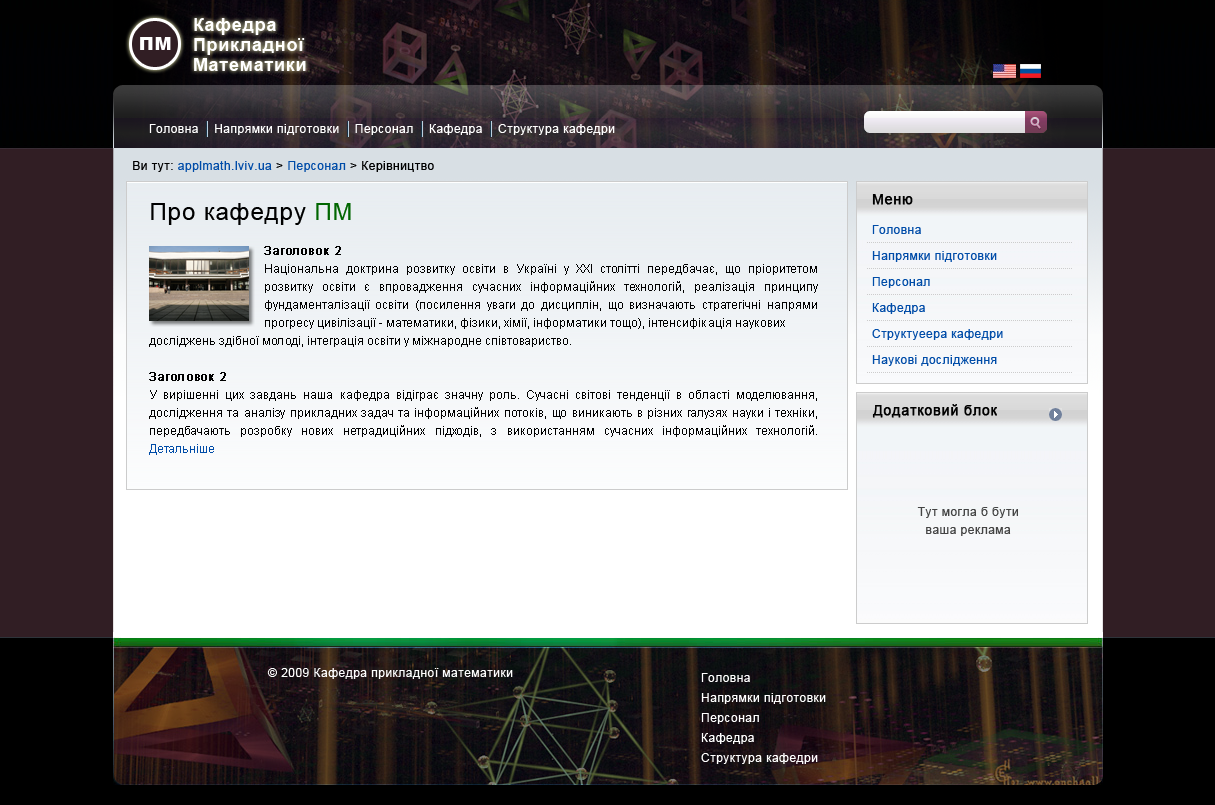 ПМ
Кафедра
Прикладної
Математики
Головна
Напрямки підготовки
Персонал
Кафедра
Структура кафедри
Ви тут: applmath.lviv.ua > Персонал > Керівництво
Про кафедру ПМ
Заголовок 2
Національна доктрина розвитку освіти в Україні у XXI столітті передбачає, що пріоритетом
розвитку освіти є впровадження сучасних інформаційних технологій, реалізація принципу
фундаменталізації освіти (посилення уваги до дисциплін, що визначають стратегічні напрями
прогресу цивілізації - математики, фізики, хімії, інформатики тощо), інтенсифікація наукових
досліджень здібної молоді, інтеграція освіти у міжнародне співтовариство.
Заголовок 2
У вирішенні цих завдань наша кафедра відіграє значну роль. Сучасні світові тенденції в області моделювання,
дослідження та аналізу прикладних задач та інформаційних потоків, що виникають в різних галузях науки і техніки,
передбачають розробку нових нетрадиційних підходів, з використанням сучасних інформаційних технологій.
Детальніше
Меню
Головна
Напрямки підготовки
Персонал
Кафедра
Структуеера кафедри
Наукові дослідження
Додатковий блок
Тут могла б бути
ваша реклама
© 2009 Кафедра прикладної математики
Головна
Напрямки підготовки
Персонал
Кафедра
Структура кафедри